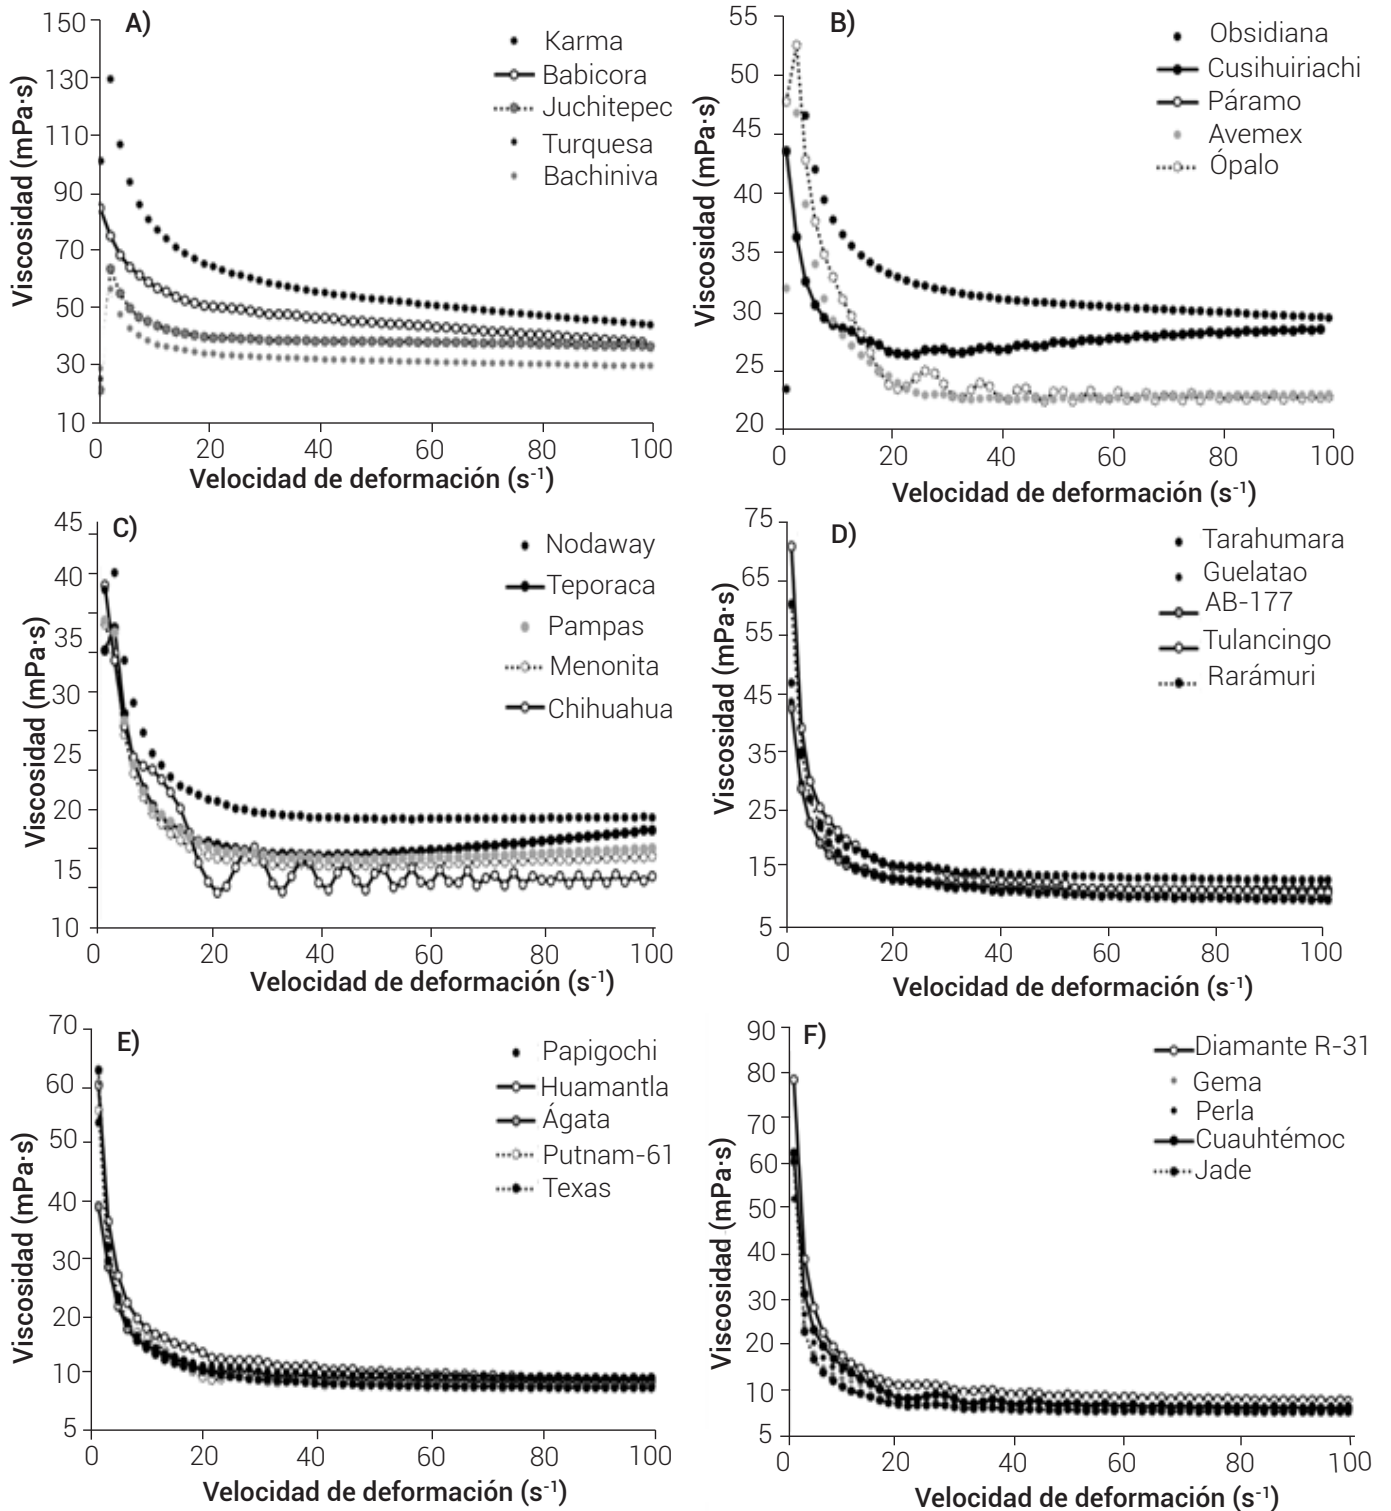 A)
Viscosidad (mPa·s)
150
130
110
90
70
50
30
10
0
20
40
60
80
100
Velocidad de deformación (s⁻¹)
Karma
Babicora
Juchitepec
Turquesa
Bachiniva
B)
Viscosidad (mPa·s)
55
50
45
40
35
30
25
20
0
20
40
60
80
100
Velocidad de deformación (s⁻¹)
Obsidiana
Cusihuiriachi
Páramo
Avemex
Ópalo
C)
Viscosidad (mPa·s)
45
40
35
30
25
20
15
10
0
20
40
60
80
100
Velocidad de deformación (s⁻¹)
Nodaway
Teporaca
Pampas
Menonita
Chihuahua
D)
Viscosidad (mPa·s)
75
65
55
45
35
25
15
5
0
20
40
60
80
100
Velocidad de deformación (s⁻¹)
Tarahumara
Guelatao
AB-177
Tulancingo
Rarámuri
E)
Viscosidad (mPa·s)
70
60
50
40
30
20
10
5
0
20
40
60
80
100
Velocidad de deformación (s⁻¹)
Papigochi
Huamantla
Ágata
Putnam-61
Texas
F)
Viscosidad (mPa·s)
90
80
70
60
50
40
30
20
10
5
0
20
40
60
80
100
Velocidad de deformación (s⁻¹)
Diamante R-31
Gema
Perla
Cuauhtémoc
Jade